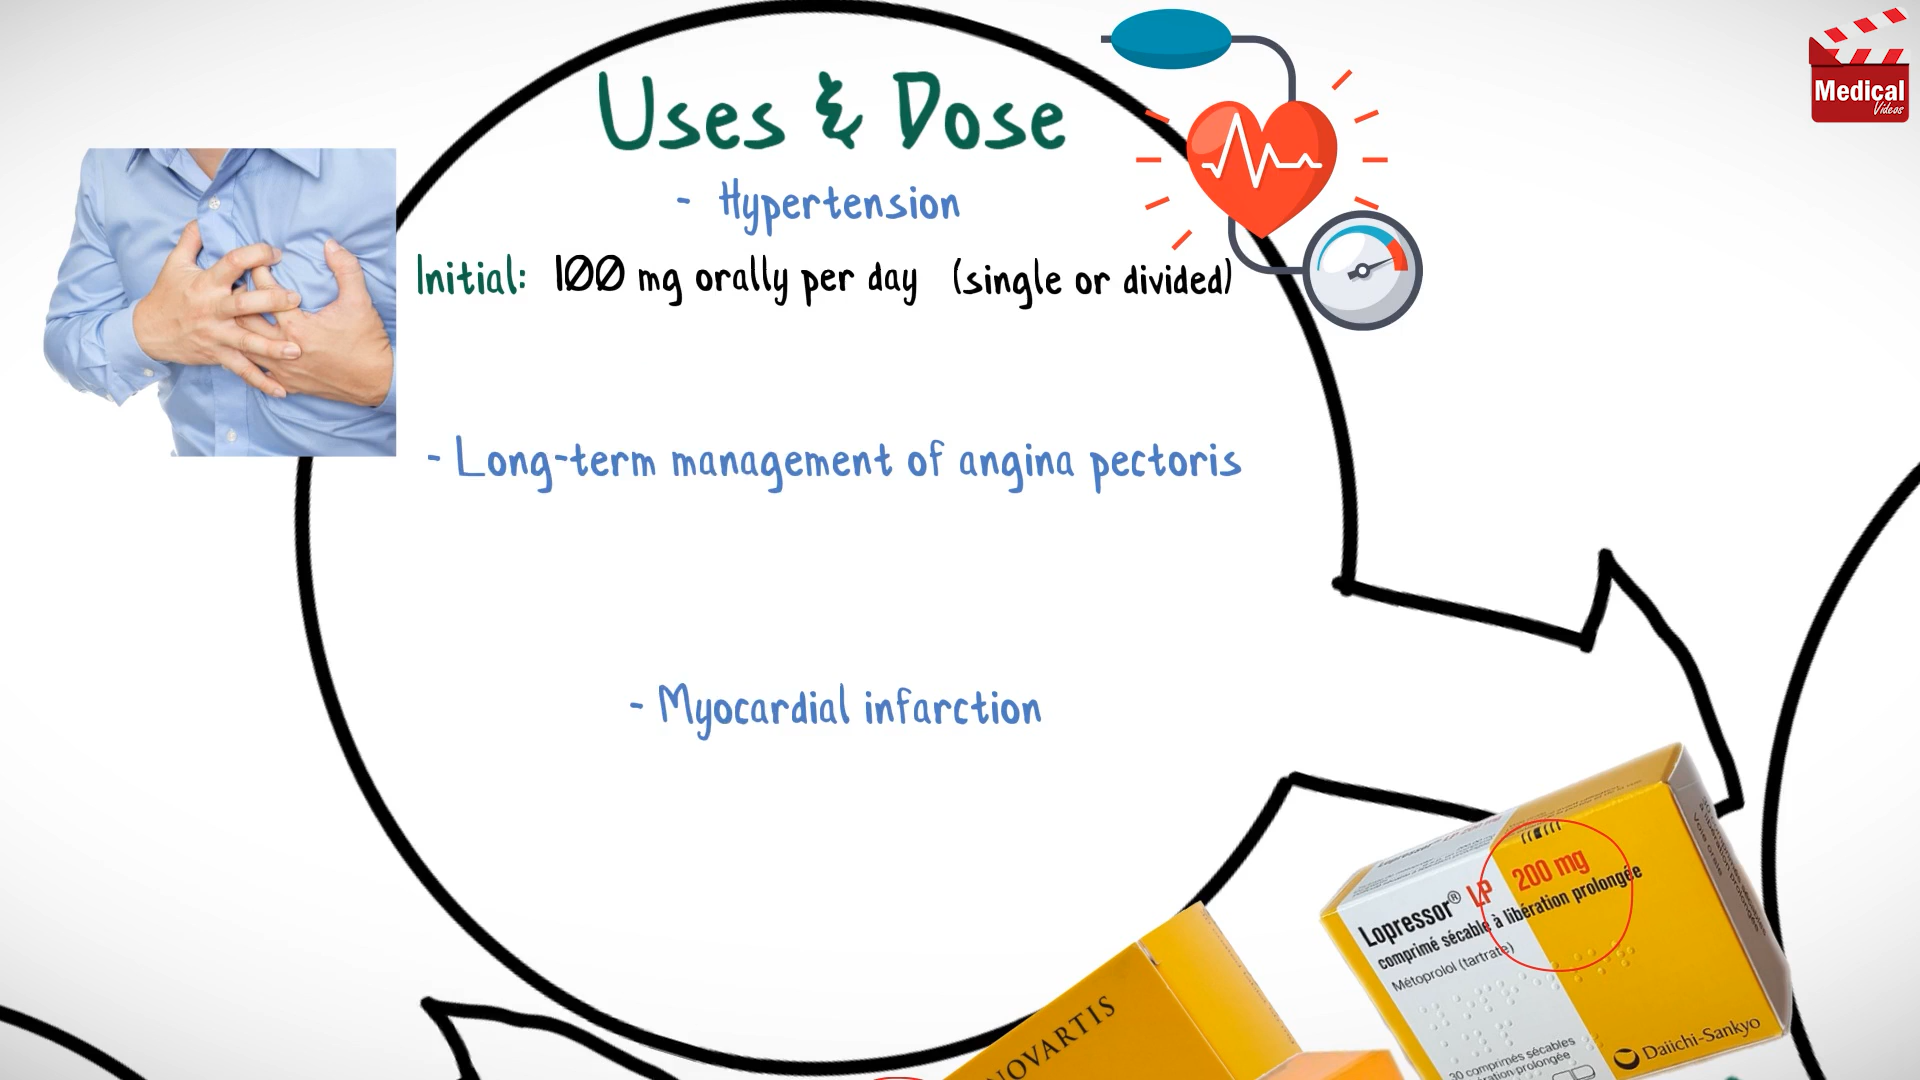 Medical
Videos
Uses & Dose
- Hypertension
Initial: 100 mg orally per day (single or divided)
- Long-term management of angina pectoris
- Myocardial infarction
Lopressor® LP 200 mg
comprimé sécable à libération prolongée
Métoprolol (tartrate)
30 comprimés sécables
Daiichi-Sankyo
NOVARTIS